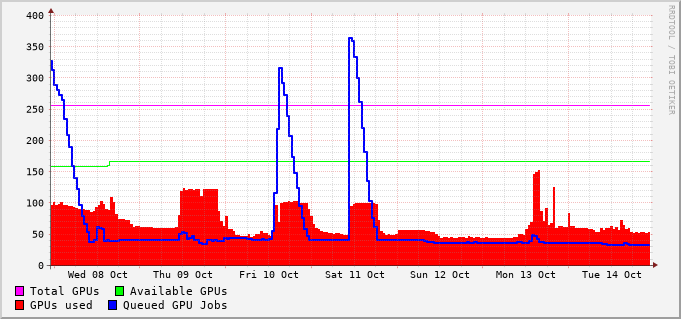 RRDTOOL / TOBI OETIKER
400
350
300
250
200
150
100
50
0
Wed 08 Oct Thu 09 Oct Fri 10 Oct Sat 11 Oct Sun 12 Oct Mon 13 Oct Tue 14 Oct
Total GPUs Available GPUs
GPUs used Queued GPU Jobs